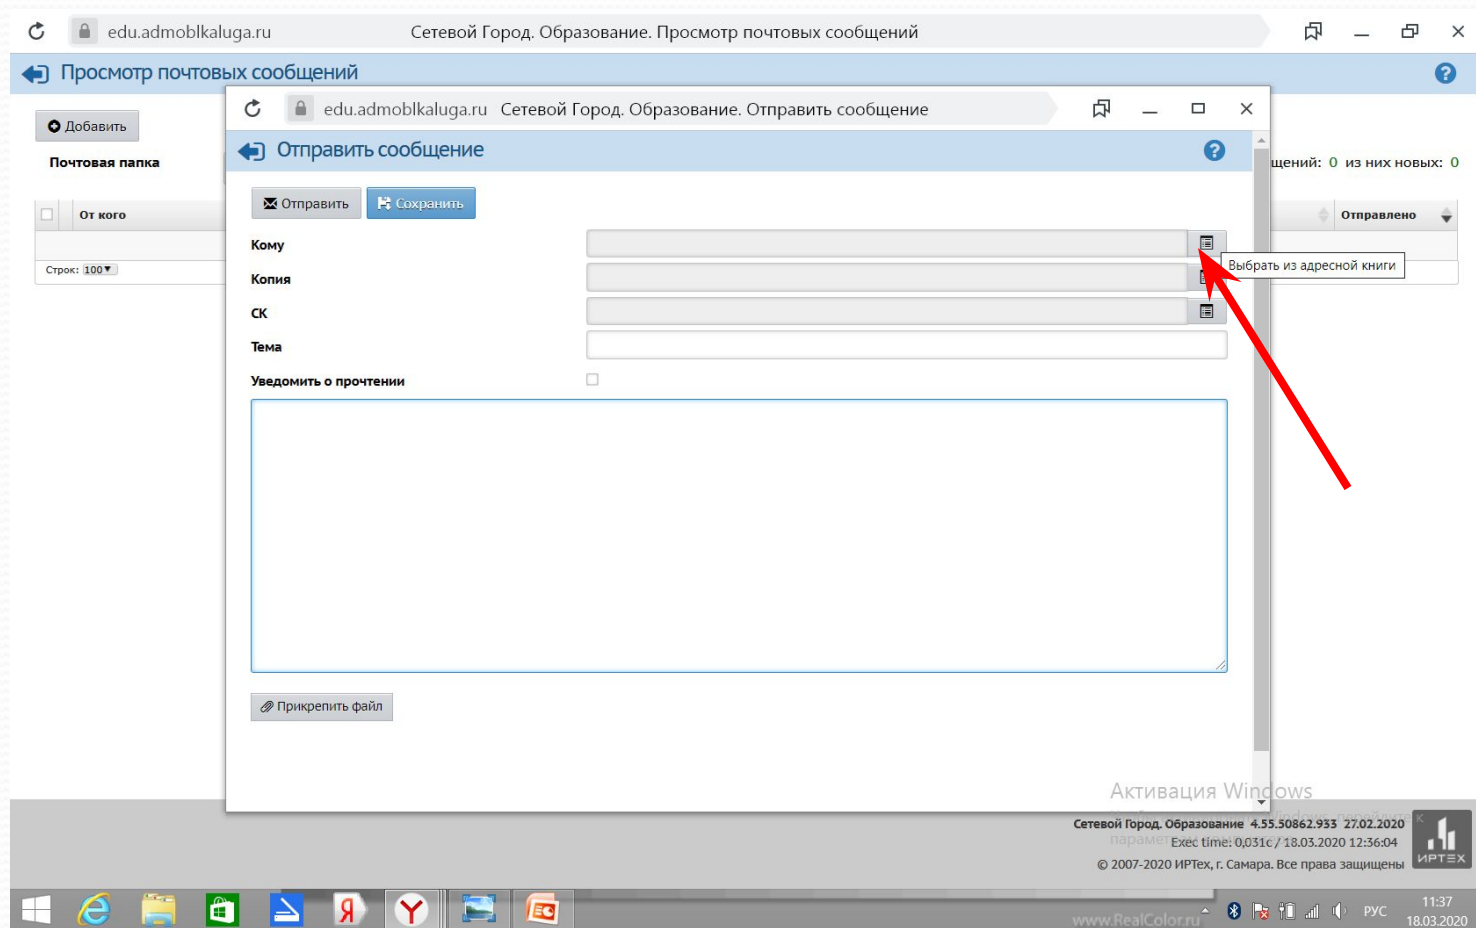 edu.admoblkaluga.ru Сетевой Город. Образование. Просмотр почтовых сообщений
Просмотр почтовых сообщений
edu.admoblkaluga.ru Сетевой Город. Образование. Отправить сообщение
Добавить
Отправить сообщение
Почтовая папка
щений: 0 из них новых: 0
Отправить Сохранить
От кого
Отправлено
Кому
Выбрать из адресной книги
Строк: 100
Копия
СК
Тема
Уведомить о прочтении
Прикрепить файл
Активация Windows
Сетевой Город. Образование 4.55.50862.933 27.02.2020
Exec time: 0,031c / 18.03.2020 12:36:04
© 2007-2020 ИРТех, г. Самара. Все права защищены
ИРТЕХ
Я
Y
www.RealColor.ru
РУС
11:37
18.03.2020